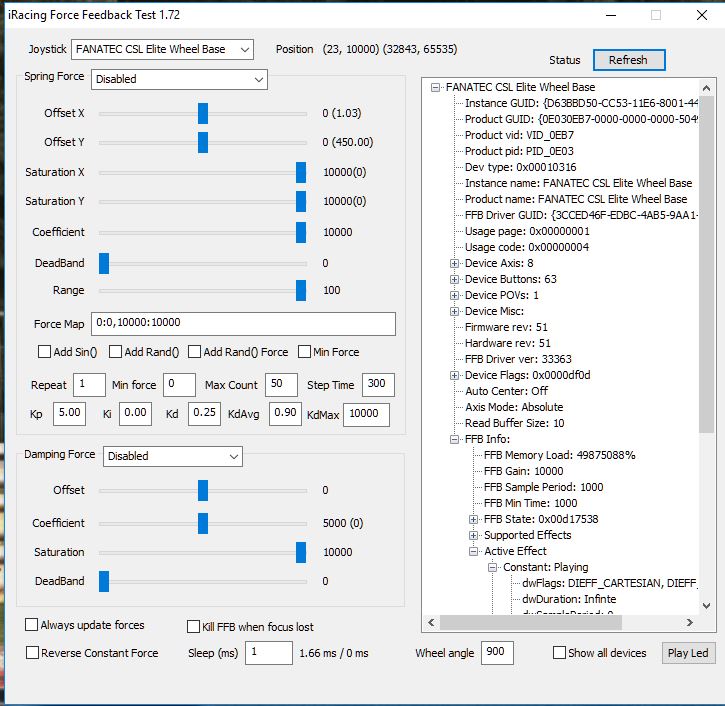 iRacing Force Feedback Test 1.72
Joystick FANATEC CSL Elite Wheel Base Position (23, 10000) (32843, 65535)
Status Refresh
Spring Force Disabled
Offset X 0 (1.03)
Offset Y 0 (450.00)
Saturation X 10000(0)
Saturation Y 10000(0)
Coefficient 10000
DeadBand 0
Range 100
Force Map 0:0,10000:10000
Add Sin() Add Rand() Add Rand() Force Min Force
Repeat 1 Min force 0 Max Count 50 Step Time 300
Kp 5.00 Ki 0.00 Kd 0.25 KdAvg 0.90 KdMax 10000
Damping Force Disabled
Offset 0
Coefficient 5000 (0)
Saturation 10000
DeadBand 0
Always update forces Kill FFB when focus lost
Reverse Constant Force Sleep (ms) 1 1.66 ms / 0 ms
FANATEC CSL Elite Wheel Base
Instance GUID: {D63BBD50-CC53-11E6-8001-44
Product GUID: {0E030EB7-0000-0000-0000-504
Product vid: VID_0EB7
Product pid: PID_0E03
Dev type: 0x00010316
Instance name: FANATEC CSL Elite Wheel Base
Product name: FANATEC CSL Elite Wheel Base
FFB Driver GUID: {3CCED46F-EDBC-4AB5-9AA1-
Usage page: 0x00000001
Usage code: 0x00000004
Device Axis: 8
Device Buttons: 63
Device POVs: 1
Device Misc:
Firmware rev: 51
Hardware rev: 51
FFB Driver ver: 33363
Device Flags: 0x0000df0d
Auto Center: Off
Axis Mode: Absolute
Read Buffer Size: 10
FFB Info:
FFB Memory Load: 49875088%
FFB Gain: 10000
FFB Sample Period: 1000
FFB Min Time: 1000
FFB State: 0x00d17538
Supported Effects
Active Effect
Constant: Playing
dwFlags: DIEFF_CARTESIAN, DIEFF_
dwDuration: Infinte
dwSamplePeriod: 0
Wheel angle 900 Show all devices Play Led